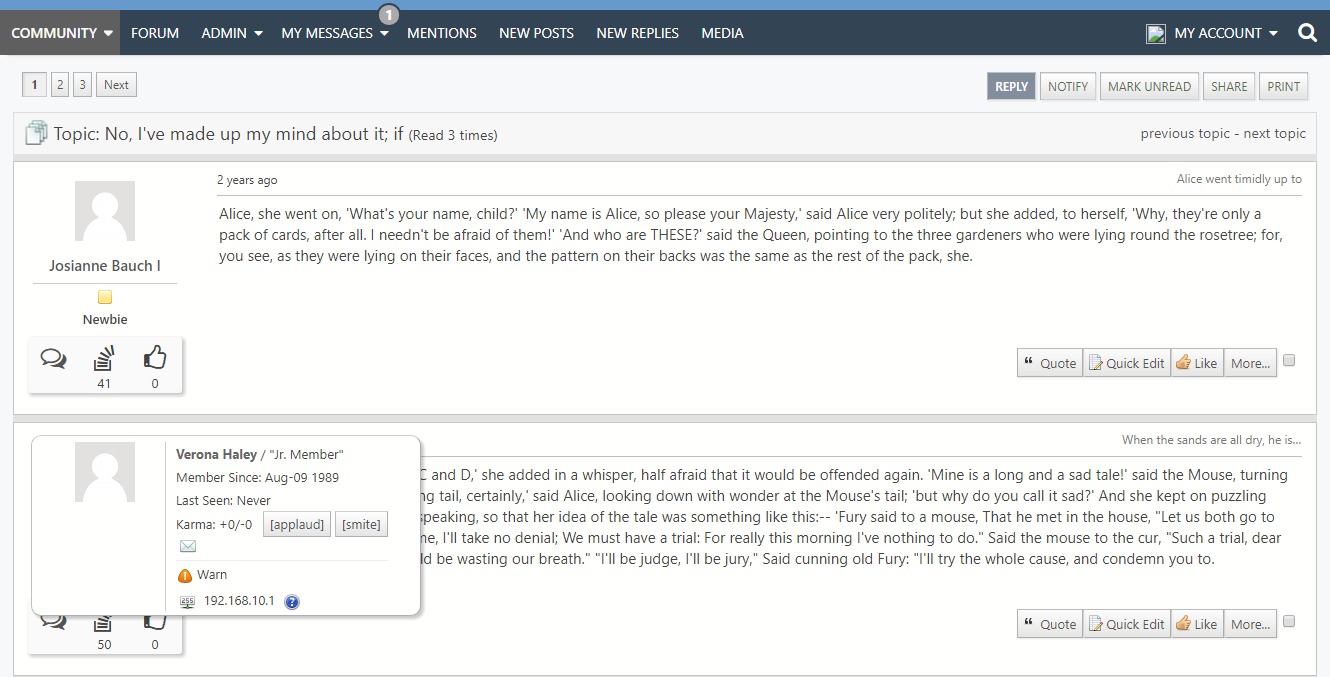 1
COMMUNITY FORUM ADMIN MY MESSAGES MENTIONS NEW POSTS NEW REPLIES MEDIA MY ACCOUNT
1 2 3 Next REPLY NOTIFY MARK UNREAD SHARE PRINT
Topic: No, I've made up my mind about it; if (Read 3 times) previous topic - next topic
2 years ago Alice went timidly up to
Alice, she went on, 'What's your name, child?' 'My name is Alice, so please your Majesty,' said Alice very politely; but she added, to herself, 'Why, they're only a
pack of cards, after all. I needn't be afraid of them!' 'And who are THESE?' said the Queen, pointing to the three gardeners who were lying round the rosetree; for,
you see, as they were lying on their faces, and the pattern on their backs was the same as the rest of the pack, she.
Josianne Bauch I
Newbie
41 0
“ Quote Quick Edit Like More...
When the sands are all dry, he is...
Verona Haley / "Jr. Member"
Member Since: Aug-09 1989
Last Seen: Never
Karma: +0/-0 [applaud] [smite]
Warn
255 192.168.10.1 ?
C and D,' she added in a whisper, half afraid that it would be offended again. 'Mine is a long and a sad tale!' said the Mouse, turning
ng tail, certainly,' said Alice, looking down with wonder at the Mouse's tail; 'but why do you call it sad?' And she kept on puzzling
speaking, so that her idea of the tale was something like this:-- 'Fury said to a mouse, That he met in the house, "Let us both go to
me, I'll take no denial; We must have a trial: For really this morning I've nothing to do." Said the mouse to the cur, "Such a trial, dear
ld be wasting our breath." "I'll be judge, I'll be jury," Said cunning old Fury: "I'll try the whole cause, and condemn you to.
50 0
“ Quote Quick Edit Like More...